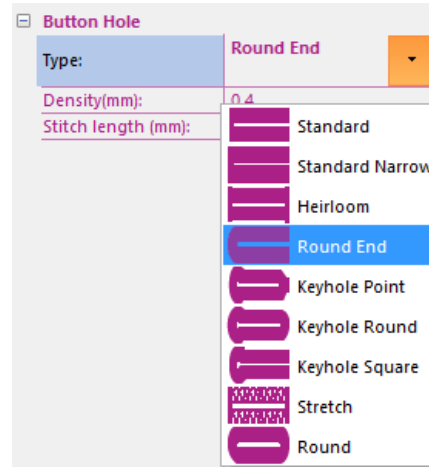 Button Hole
Type: Round End
Density(mm): 0.4
Stitch length (mm):
Standard
Standard Narrow
Heirloom
Round End
Keyhole Point
Keyhole Round
Keyhole Square
Stretch
Round